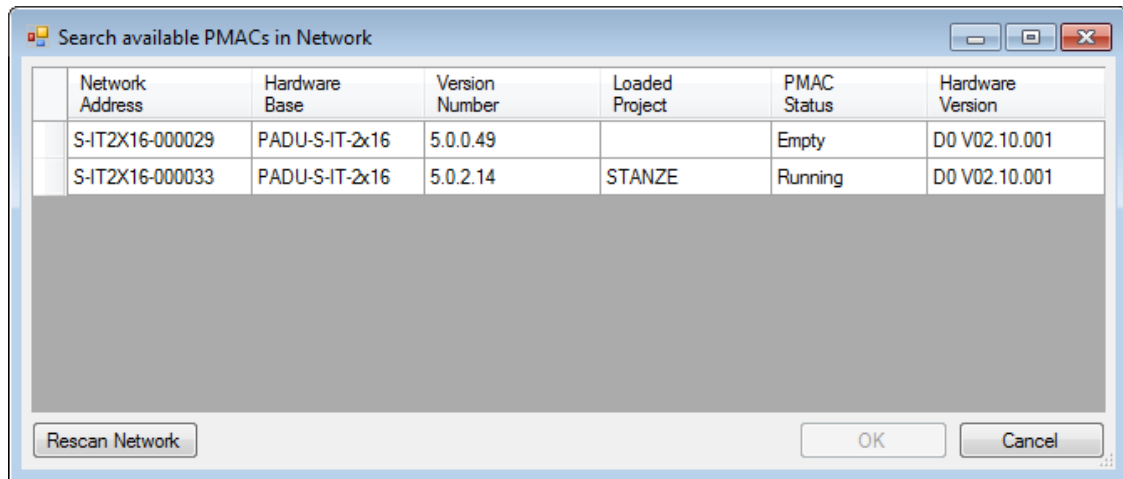 Search available PMACs in Network
Network Address Hardware Base Version Number Loaded Project PMAC Status Hardware Version
S-IT2X16-000029 PADU-S-IT-2x16 5.0.0.49 Empty D0 V02.10.001
S-IT2X16-000033 PADU-S-IT-2x16 5.0.2.14 STANZE Running D0 V02.10.001
Rescan Network OK Cancel